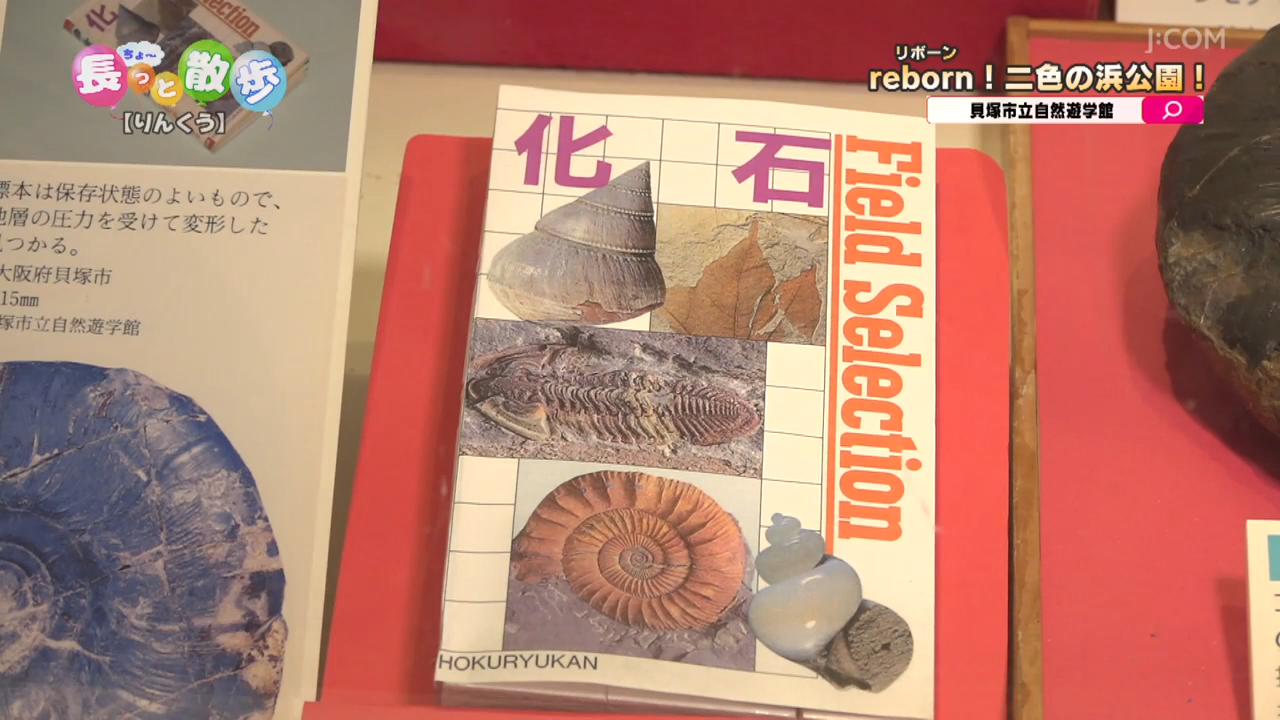 ection
化
ちょ〜
長っと散歩
【りんくう】
J:COM
リボーン
reborn！二色の浜公園！
貝塚市立自然遊学館
標本は保存状態のよいもので、
地層の圧力を受けて変形した
見つかる。
大阪府貝塚市
15mm
塚市立自然遊学館
化石
Field Selection
HOKURYUKAN